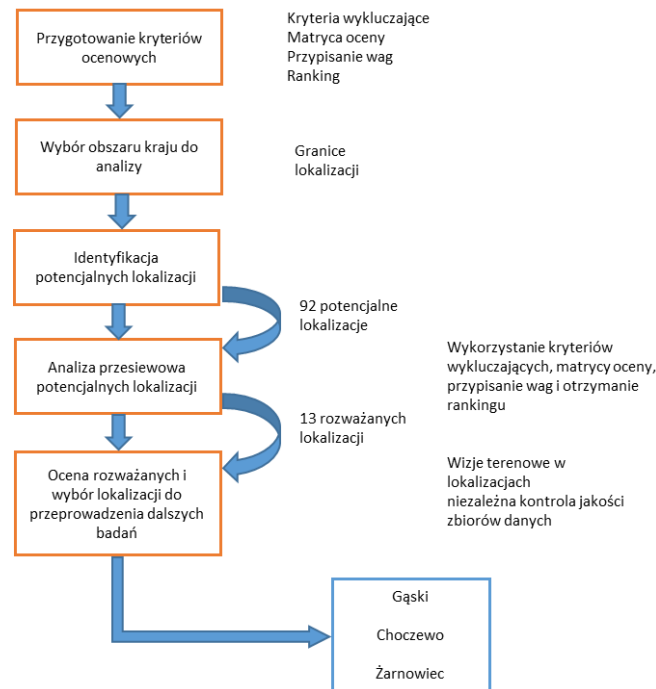 Przygotowanie kryteriów
ocenowych
Kryteria wykluczające
Matryca oceny
Przypisanie wag
Ranking
Wybór obszaru kraju do
analizy
Granice
lokalizacji
Identyfikacja
potencjalnych lokalizacji
92 potencjalne
lokalizacje
Analiza przesiewowa
potencjalnych lokalizacji
Wykorzystanie kryteriów
wykluczających, matrycy oceny,
przypisanie wag i otrzymanie
rankingu
13 rozważanych
lokalizacji
Ocena rozważanych i
wybór lokalizacji do
przeprowadzenia dalszych
badań
Wizje terenowe w
lokalizacjach
niezależna kontrola jakości
zbiorów danych
Gąski
Choczewo
Żarnowiec